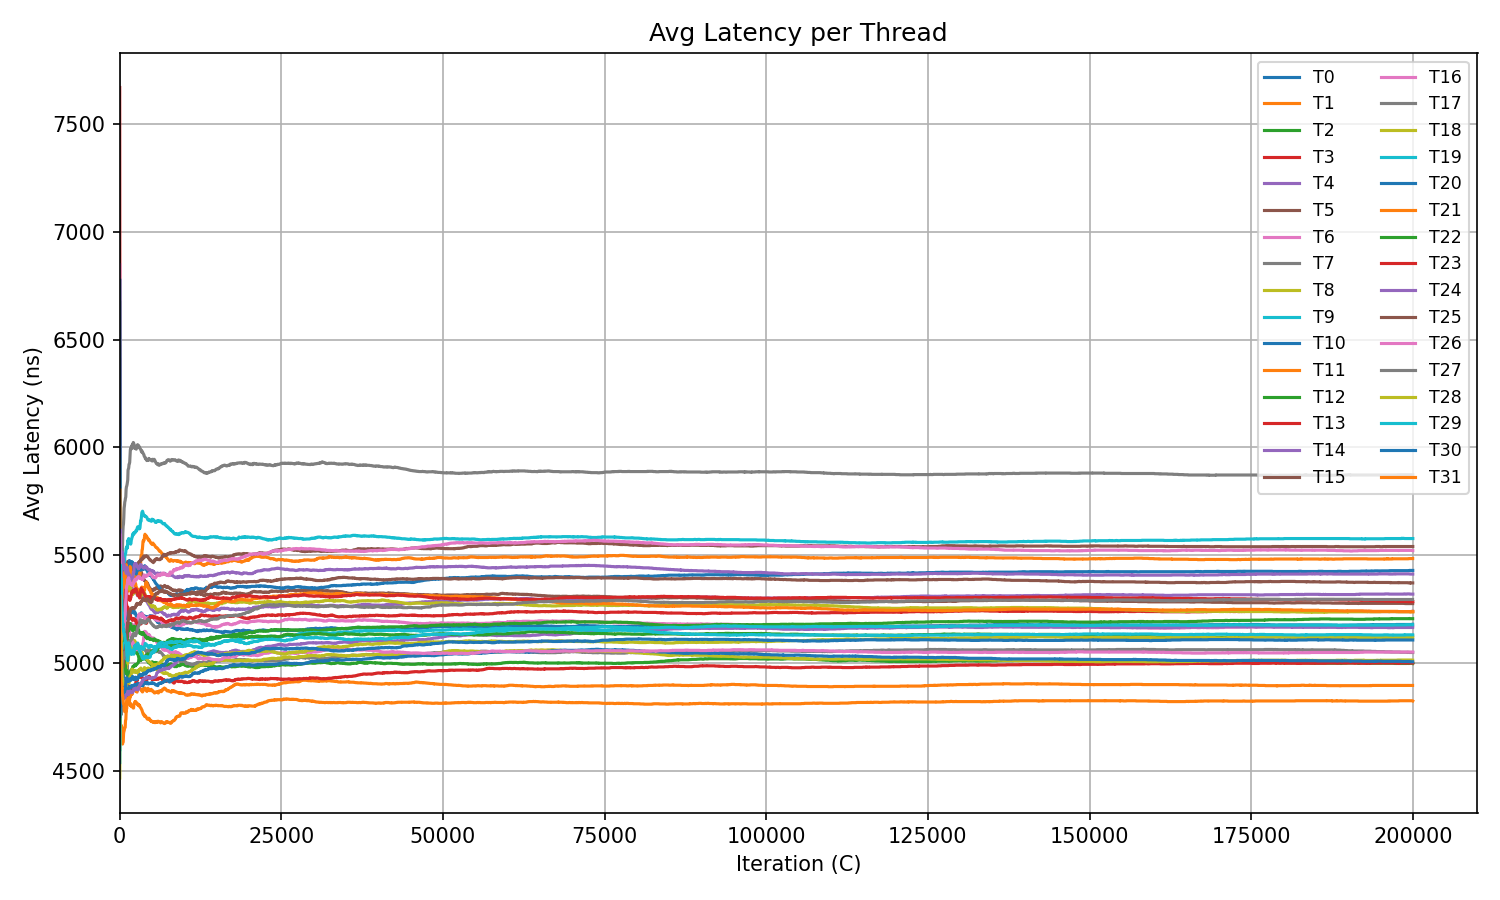 Avg Latency per Thread
Avg Latency (ns)
7500
7000
6500
6000
5500
5000
4500
0 25000 50000 75000 100000 125000 150000 175000 200000
Iteration (C)
T0 T16
T1 T17
T2 T18
T3 T19
T4 T20
T5 T21
T6 T22
T7 T23
T8 T24
T9 T25
T10 T26
T11 T27
T12 T28
T13 T29
T14 T30
T15 T31